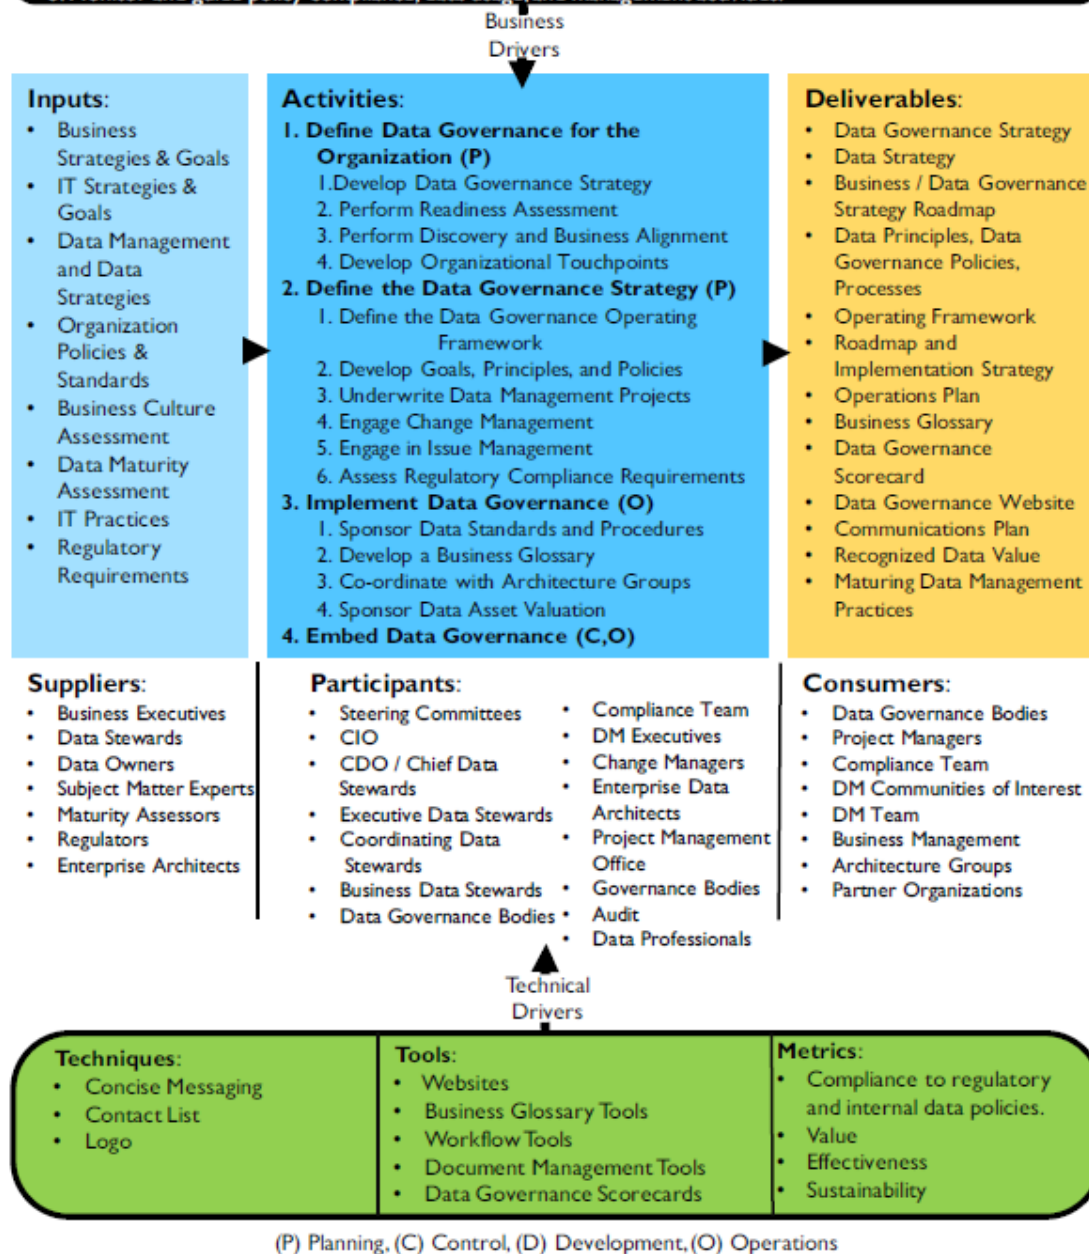 Business
Drivers
Inputs:
• Business
Strategies & Goals
• IT Strategies &
Goals
• Data Management
and Data
Strategies
• Organization
Policies &
Standards
• Business Culture
Assessment
• Data Maturity
Assessment
• IT Practices
• Regulatory
Requirements
Activities:
1. Define Data Governance for the
Organization (P)
1.Develop Data Governance Strategy
2. Perform Readiness Assessment
3. Perform Discovery and Business Alignment
4. Develop Organizational Touchpoints
2. Define the Data Governance Strategy (P)
1. Define the Data Governance Operating
Framework
2. Develop Goals, Principles, and Policies
3. Underwrite Data Management Projects
4. Engage Change Management
5. Engage in Issue Management
6. Assess Regulatory Compliance Requirements
3. Implement Data Governance (O)
1. Sponsor Data Standards and Procedures
2. Develop a Business Glossary
3. Co-ordinate with Architecture Groups
4. Sponsor Data Asset Valuation
4. Embed Data Governance (C,O)
Deliverables:
• Data Governance Strategy
• Data Strategy
• Business / Data Governance
Strategy Roadmap
• Data Principles, Data
Governance Policies,
Processes
• Operating Framework
• Roadmap and
Implementation Strategy
• Operations Plan
• Business Glossary
• Data Governance
Scorecard
• Data Governance Website
• Communications Plan
• Recognized Data Value
• Maturing Data Management
Practices
Suppliers:
• Business Executives
• Data Stewards
• Data Owners
• Subject Matter Experts
• Maturity Assessors
• Regulators
• Enterprise Architects
Participants:
• Steering Committees
• CIO
• CDO / Chief Data
Stewards
• Executive Data Stewards
• Coordinating Data
Stewards
• Business Data Stewards
• Data Governance Bodies
• Compliance Team
• DM Executives
• Change Managers
• Enterprise Data
Architects
• Project Management
Office
• Governance Bodies
• Audit
• Data Professionals
Consumers:
• Data Governance Bodies
• Project Managers
• Compliance Team
• DM Communities of Interest
• DM Team
• Business Management
• Architecture Groups
• Partner Organizations
Technical
Drivers
Techniques:
• Concise Messaging
• Contact List
• Logo
Tools:
• Websites
• Business Glossary Tools
• Workflow Tools
• Document Management Tools
• Data Governance Scorecards
Metrics:
• Compliance to regulatory
and internal data policies.
• Value
• Effectiveness
• Sustainability
(P) Planning, (C) Control, (D) Development, (O) Operations